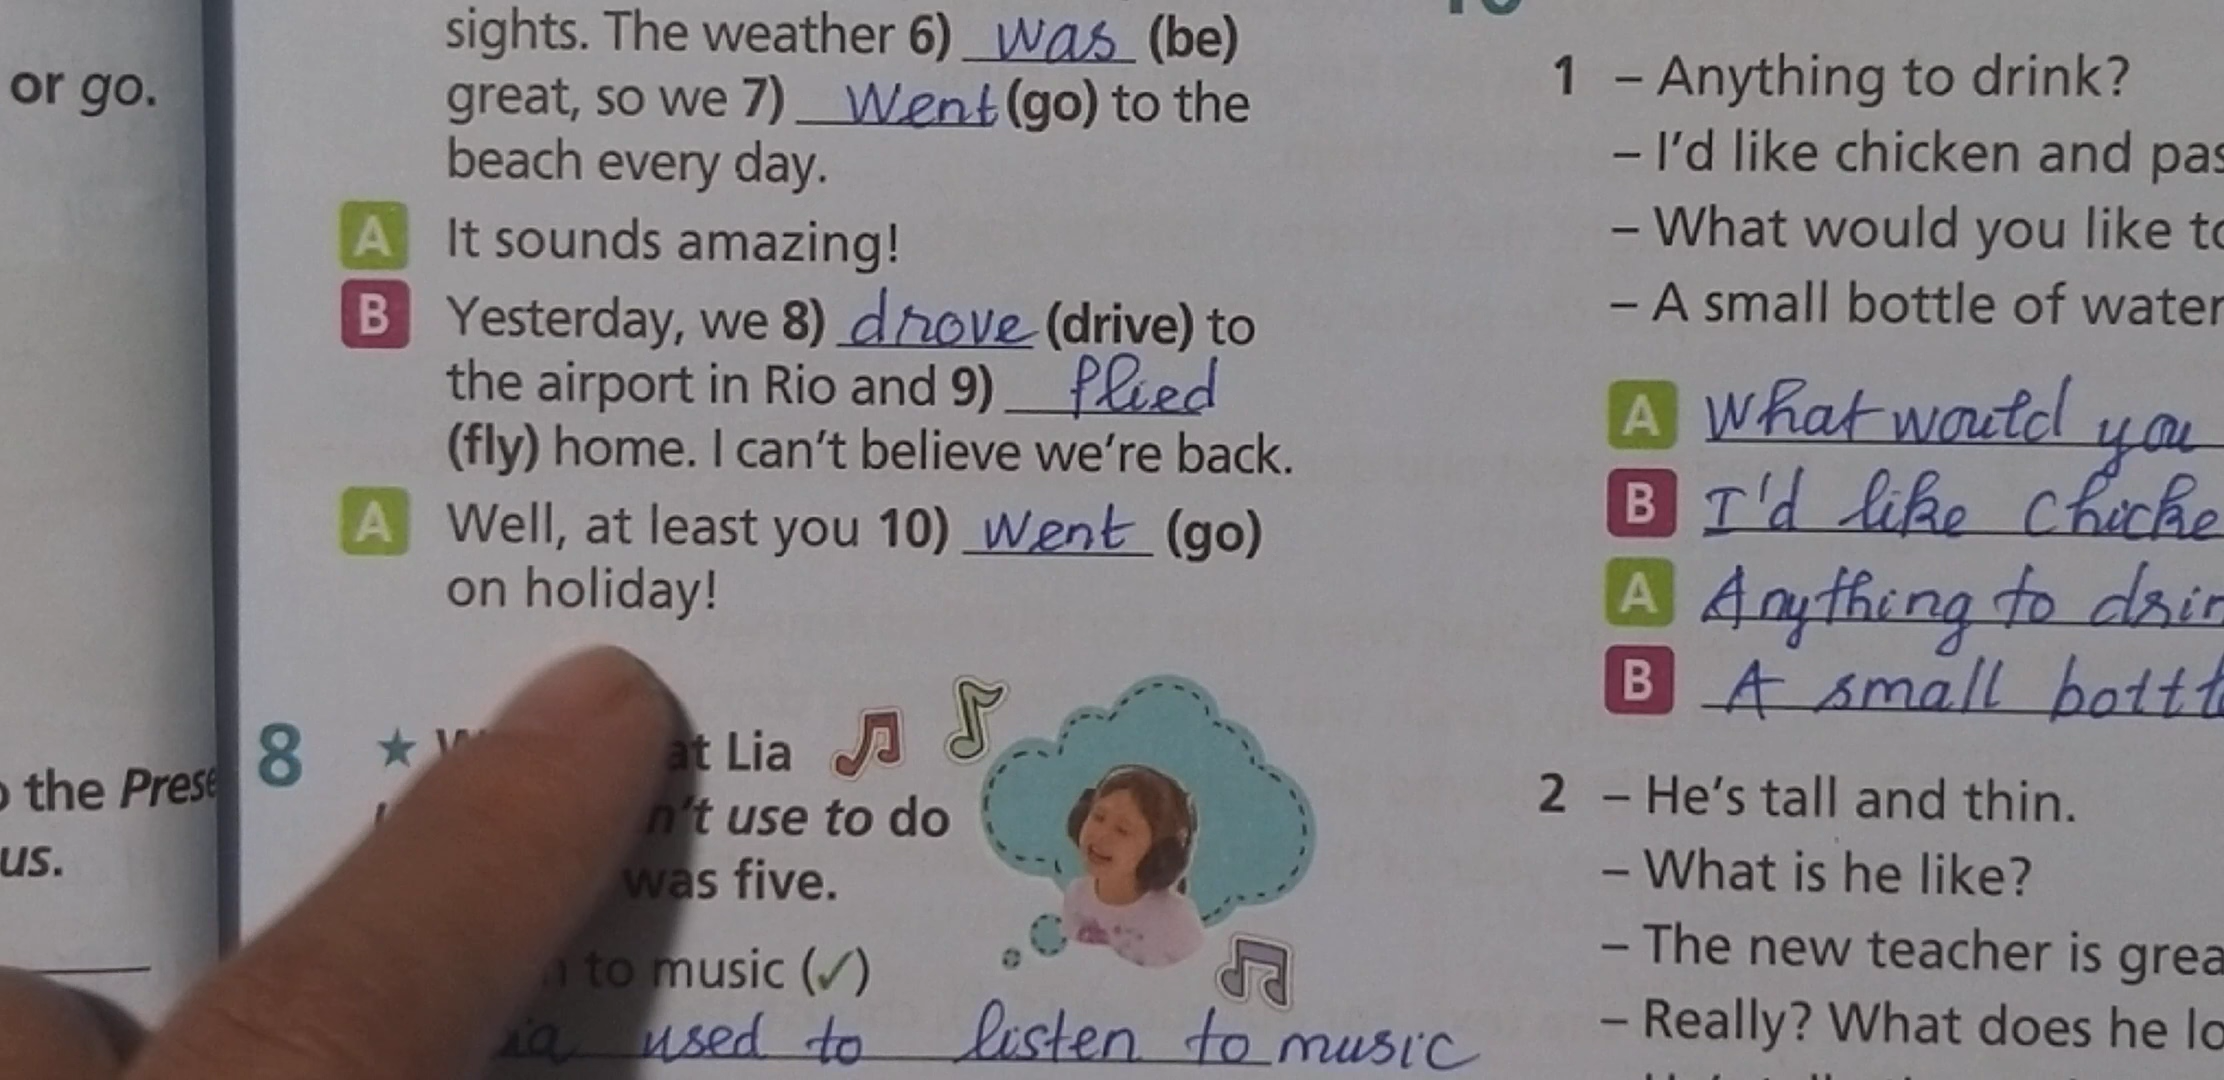 or go.
the Prese
us.
sights. The weather 6) was (be)
great, so we 7) Went (go) to the
beach every day.
A It sounds amazing!
B Yesterday, we 8) drove (drive) to
the airport in Rio and 9) flied
(fly) home. I can't believe we're back.
A Well, at least you 10) went (go)
on holiday!
8 at Lia
n't use to do
was five.
to music (✓)
ia used to listen to music
1 – Anything to drink?
– I'd like chicken and pas
– What would you like to
– A small bottle of water
A What would you
B I'd like chicke
A Anything to drin
B A small bottl
2 – He's tall and thin.
– What is he like?
– The new teacher is grea
– Really? What does he lo